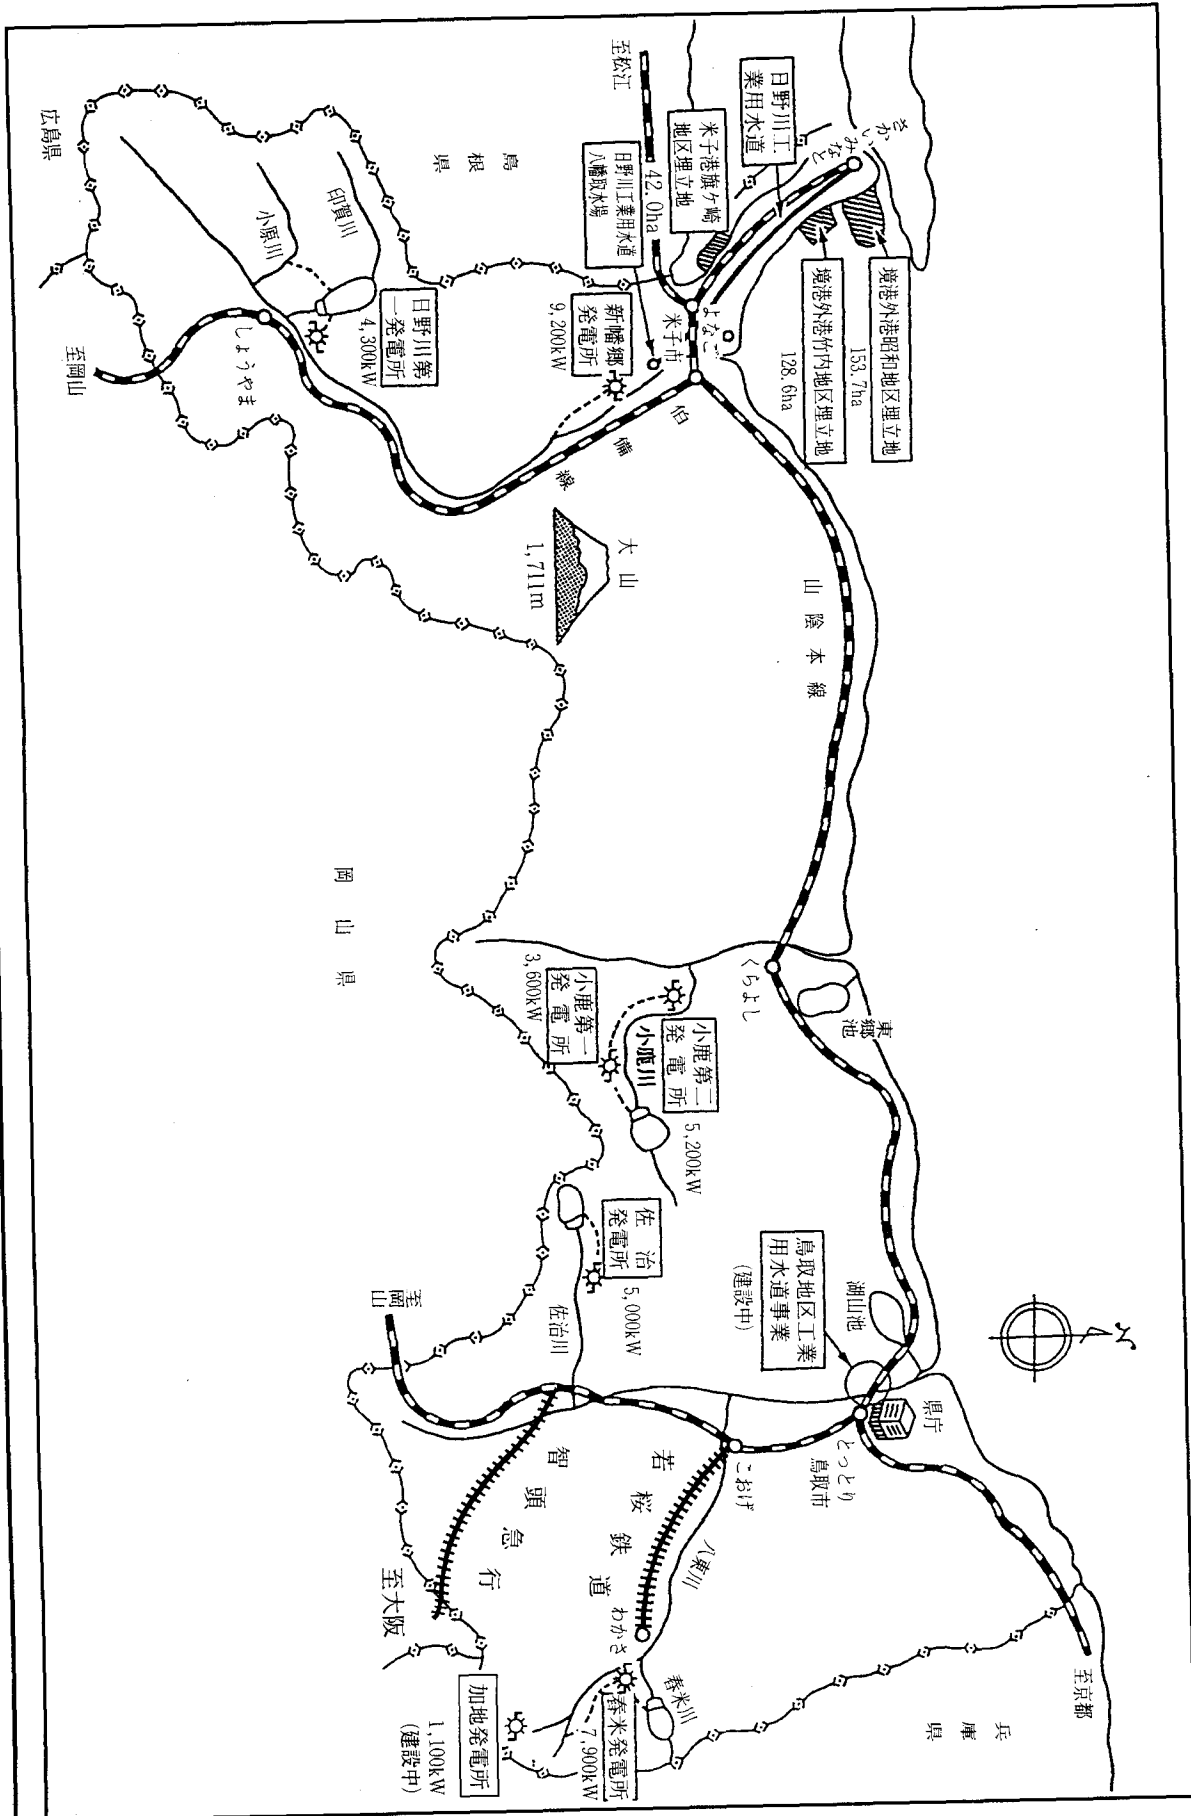 さかいみなと
境港外港昭和地区埋立地
153.7ha
境港外港竹内地区埋立地
128.6ha
日野川工
業用水道
米子港旗ケ崎
地区埋立地
42.0ha
日野川工業用水道
八幡取水場
至松江
よなご
米子市
新幡郷
発電所
9,200kW
島根県
日野川第
一発電所
4,300kW
印賀川
小原川
広島県
しょうやま
至岡山
伯備線
大山
1,711m
山陰本線
岡山県
くらよし
東郷
池
小鹿第二
発電所
5,200kW
小鹿川
小鹿第一
発電所
3,600kW
佐治
発電所
5,000kW
佐治川
至岡
山
鳥取地区工業
用水道事業
(建設中)
湖山池
N
県庁
とっとり
鳥取市
こおげ
若桜鉄道
八東川
わかさ
智頭急行
至大阪
春米川
春米発電所
7,900kW
加地発電所
1,100kW
(建設中)
至京都
兵庫県